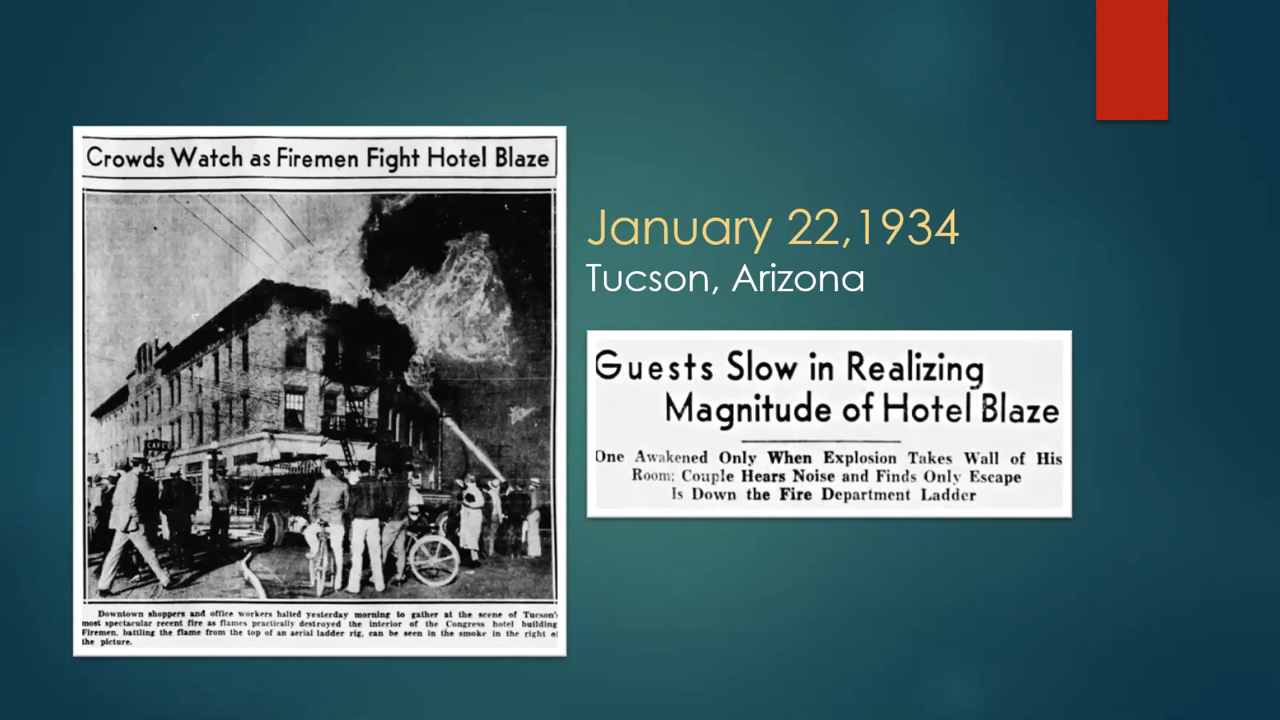 Crowds Watch as Firemen Fight Hotel Blaze
CAFE
Downtown shoppers and office workers halted yesterday morning to gather at the scene of Tucson's
most spectacular recent fire as flames practically destroyed the interior of the Congress hotel building
Firemen, battling the flame from the top of an aerial ladder rig, can be seen in the smoke in the right of
the picture.
January 22,1934
Tucson, Arizona
Guests Slow in Realizing
Magnitude of Hotel Blaze
One Awakened Only When Explosion Takes Wall of His
Room; Couple Hears Noise and Finds Only Escape
Is Down the Fire Department Ladder